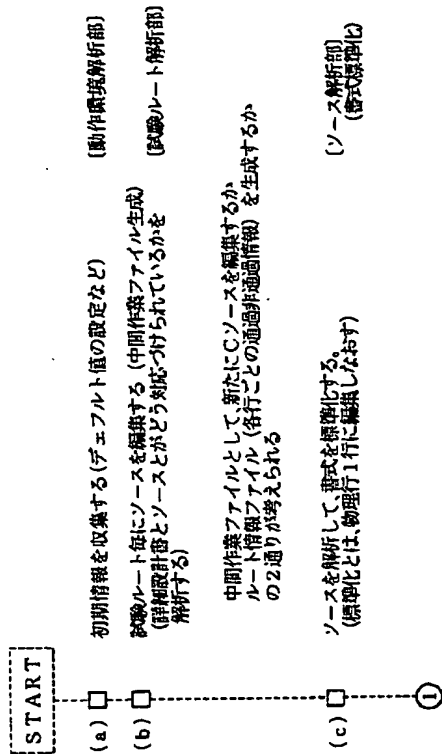 START
(a) 初期情報を収集する(デェフルト値の設定など) [動作環境解析部]
(b) 試験ルート毎にソースを編集する (中間作業ファイル生成) [試験ルート解析部]
(詳細設計書とソースとがどう対応づけられているかを
解析する)
中間作業ファイルとして、新たにCソースを編集するか
ルート情報ファイル (各行ごとの通過非通過情報) を生成するか
の2通りが考えられる
(c) ソースを解析して、書式を標準化する。 [ソース解析部]
(標準化とは、物理行1行に編集しなおす) (書式標準化)
1